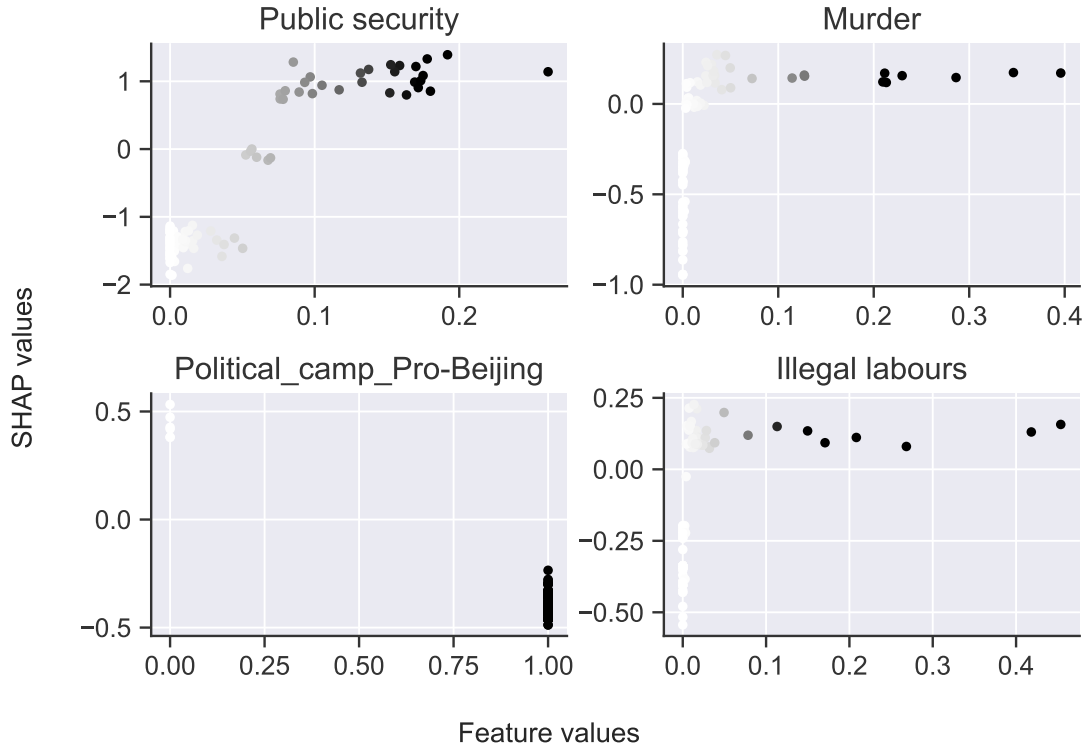 Public security
Murder
1
0
−1
−2
0.0
−0.5
−1.0
0.0 0.1 0.2
0.0 0.1 0.2 0.3 0.4
SHAP values
Political_camp_Pro-Beijing
Illegal labours
0.5
0.0
−0.5
0.25
0.00
−0.25
−0.50
0.00 0.25 0.50 0.75 1.00
0.0 0.1 0.2 0.3 0.4
Feature values